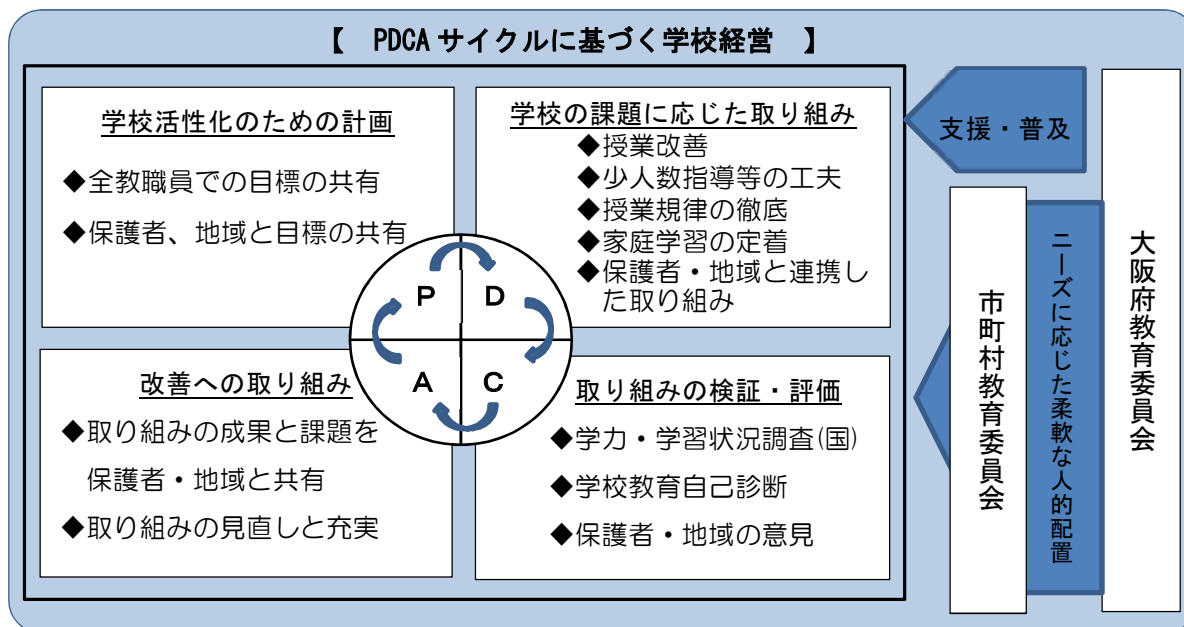 【 PDCAサイクルに基づく学校経営 】
学校活性化のための計画
◆全教職員での目標の共有
◆保護者、地域と目標の共有
学校の課題に応じた取り組み
◆授業改善
◆少人数指導等の工夫
◆授業規律の徹底
◆家庭学習の定着
◆保護者・地域と連携し
た取り組み
P
D
A
C
改善への取り組み
◆取り組みの成果と課題を
保護者・地域と共有
◆取り組みの見直しと充実
取り組みの検証・評価
◆学力・学習状況調査(国)
◆学校教育自己診断
◆保護者・地域の意見
支援・普及
市町村教育委員会
ニーズに応じた柔軟な人的配置
大阪府教育委員会